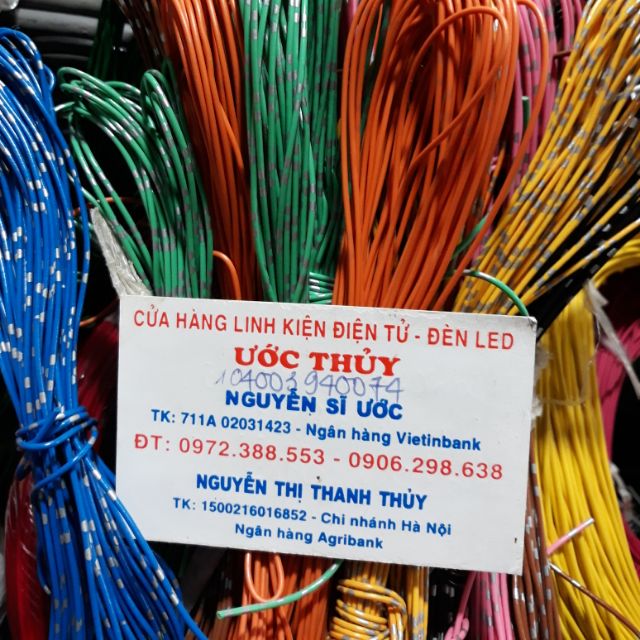 CỬA HÀNG LINH KIỆN ĐIỆN TỬ - ĐÈN LED
ƯỚC THỦY
104003940074
NGUYỄN SĨ ƯỚC
TK: 711A 02031423 - Ngân hàng Vietinbank
ĐT: 0972.388.553 - 0906.298.638
NGUYỄN THỊ THANH THỦY
TK: 1500216016852 - Chi nhánh Hà Nội
Ngân hàng Agribank